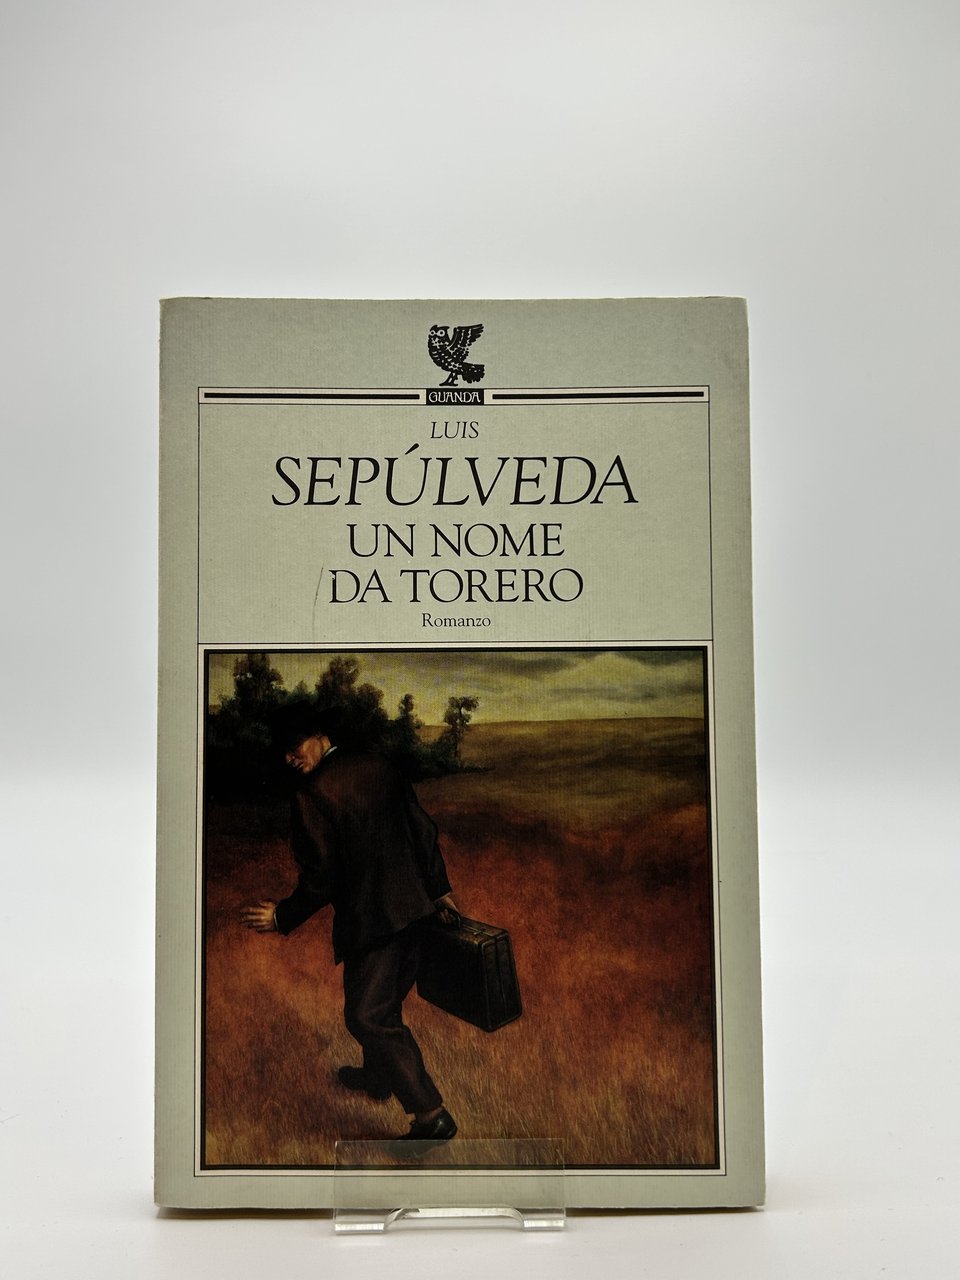 GUANDA
LUIS
SEPÚLVEDA
UN NOME
DA TORERO
Romanzo